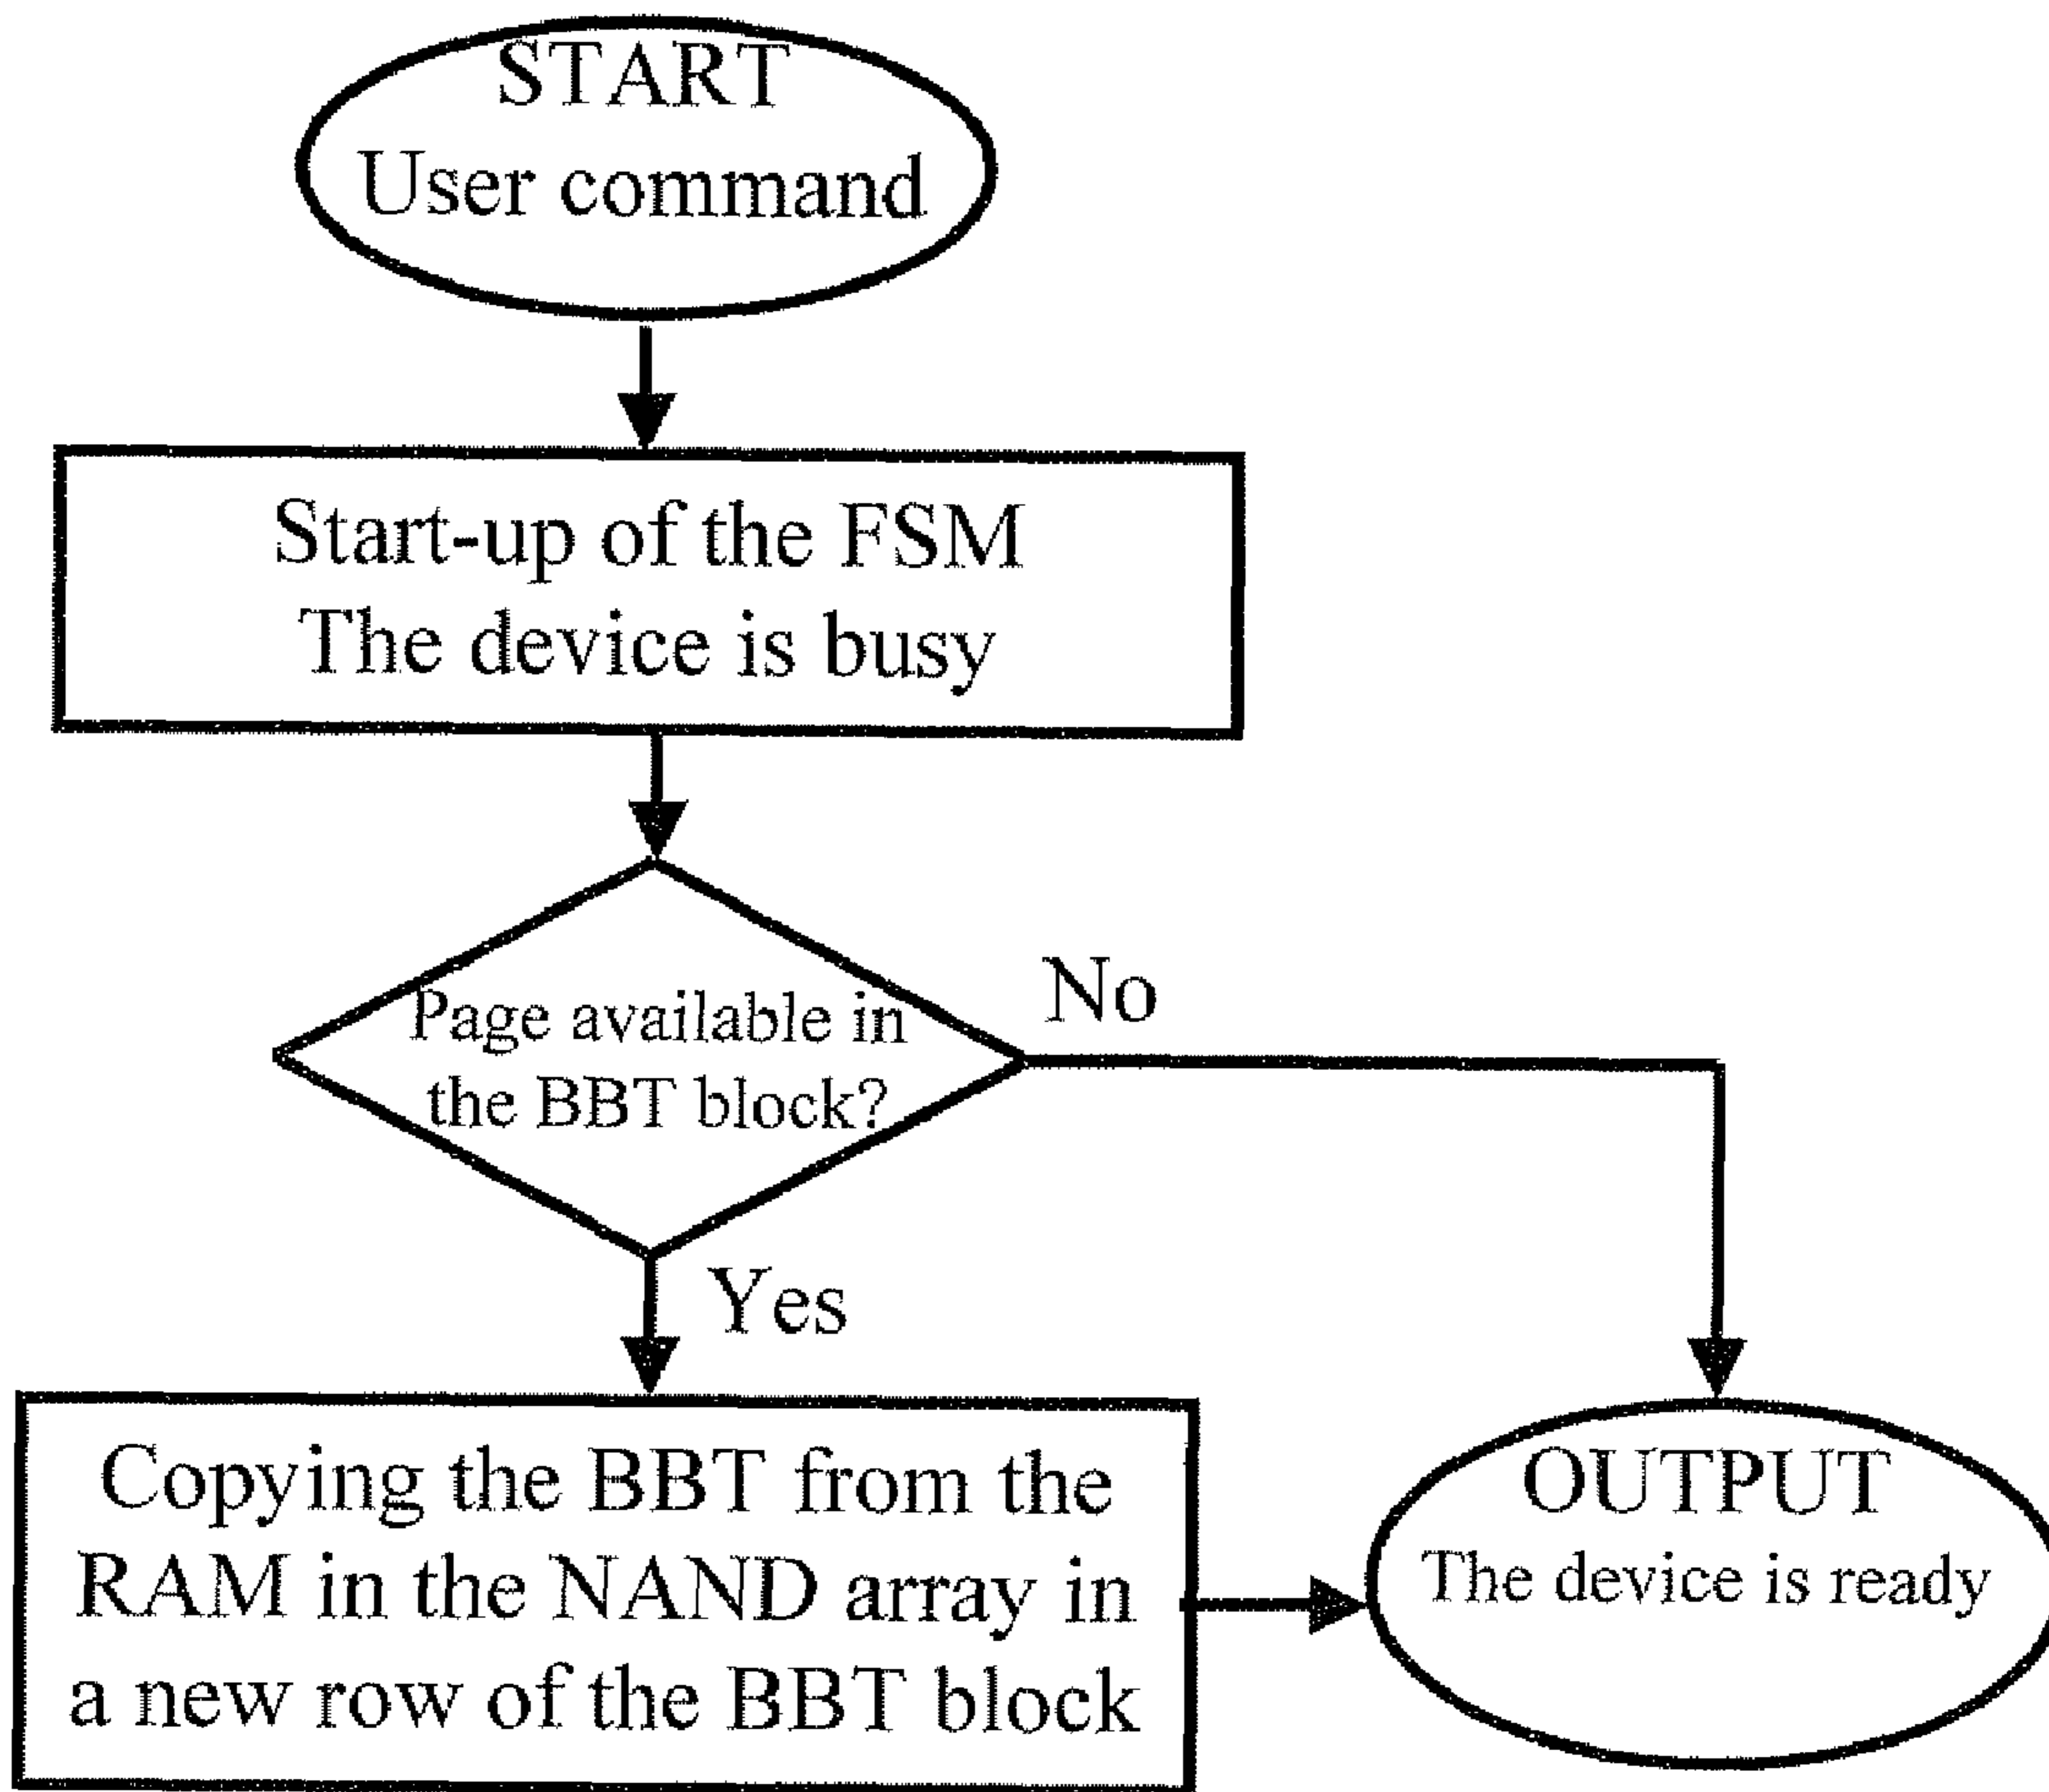 START
User command
Start-up of the FSM
The device is busy
Page available in
the BBT block?
No
Yes
Copying the BBT from the
RAM in the NAND array in
a new row of the BBT block
OUTPUT
The device is ready